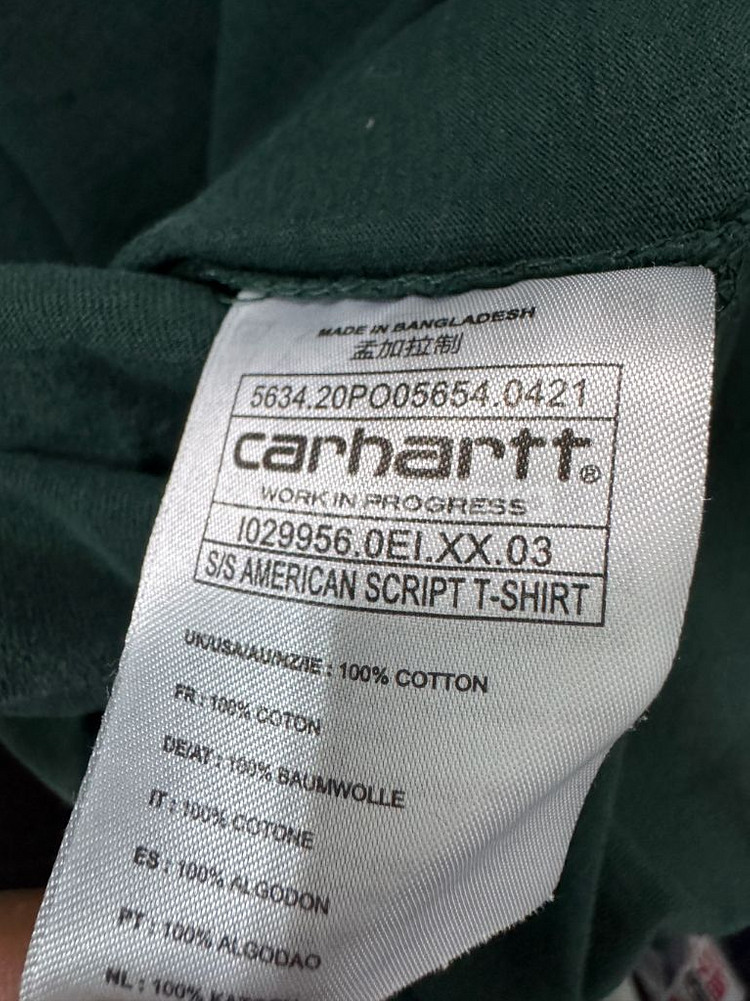 MADE IN BANGLADESH
孟加拉制
5634.20PO05654.0421
carhartt®
WORK IN PROGRESS
I029956.0EI.XX.03
S/S AMERICAN SCRIPT T-SHIRT
UK/USA/AU/NZ/IE : 100% COTTON
FR : 100% COTON
DE/AT : 100% BAUMWOLLE
IT : 100% COTONE
ES : 100% ALGODON
PT : 100% ALGODAO
NL : 100%